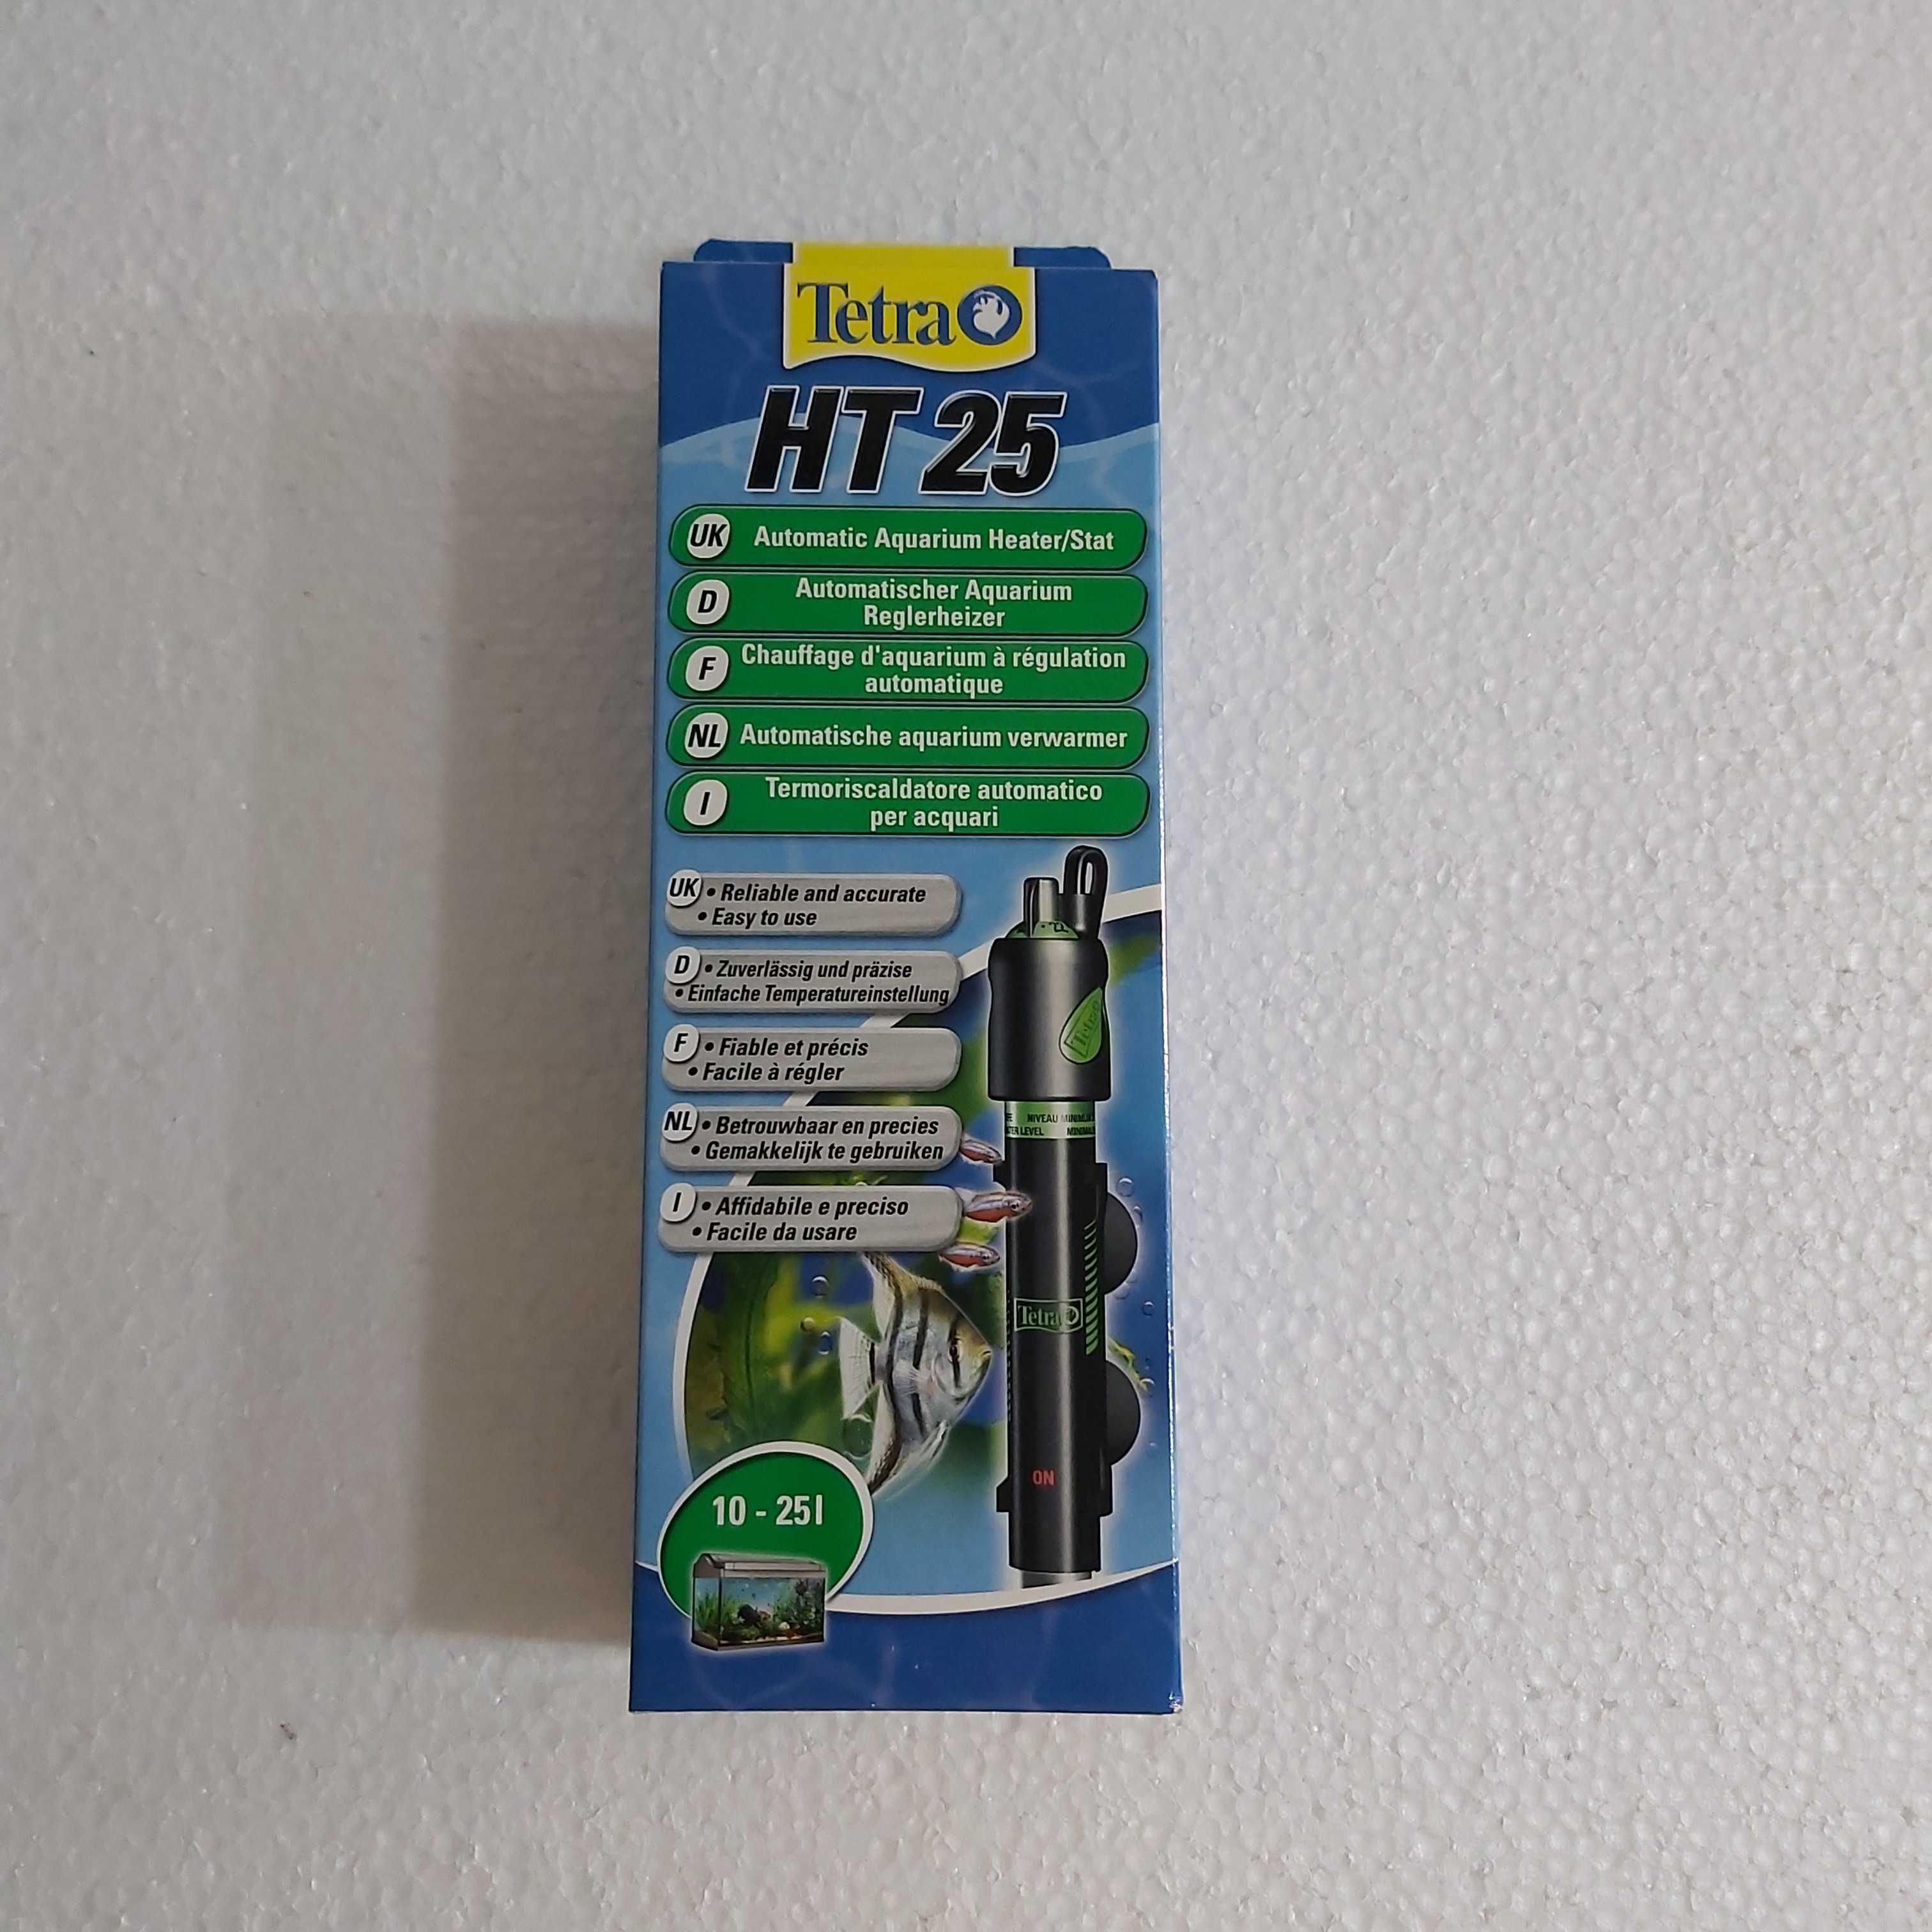 Tetra
HT 25
UK Automatic Aquarium Heater/Stat
D Automatischer Aquarium
Reglerheizer
F Chauffage d'aquarium à régulation
automatique
NL Automatische aquarium verwarmer
I Termoriscaldatore automatico
per acquari
UK • Reliable and accurate
• Easy to use
D • Zuverlässig und präzise
• Einfache Temperatureinstellung
F • Fiable et précis
• Facile à régler
NL • Betrouwbaar en precies
• Gemakkelijk te gebruiken
I • Affidabile e preciso
• Facile da usare
Tetra
NIVEAU
LEVEL
Tetra
ON
10 - 25l